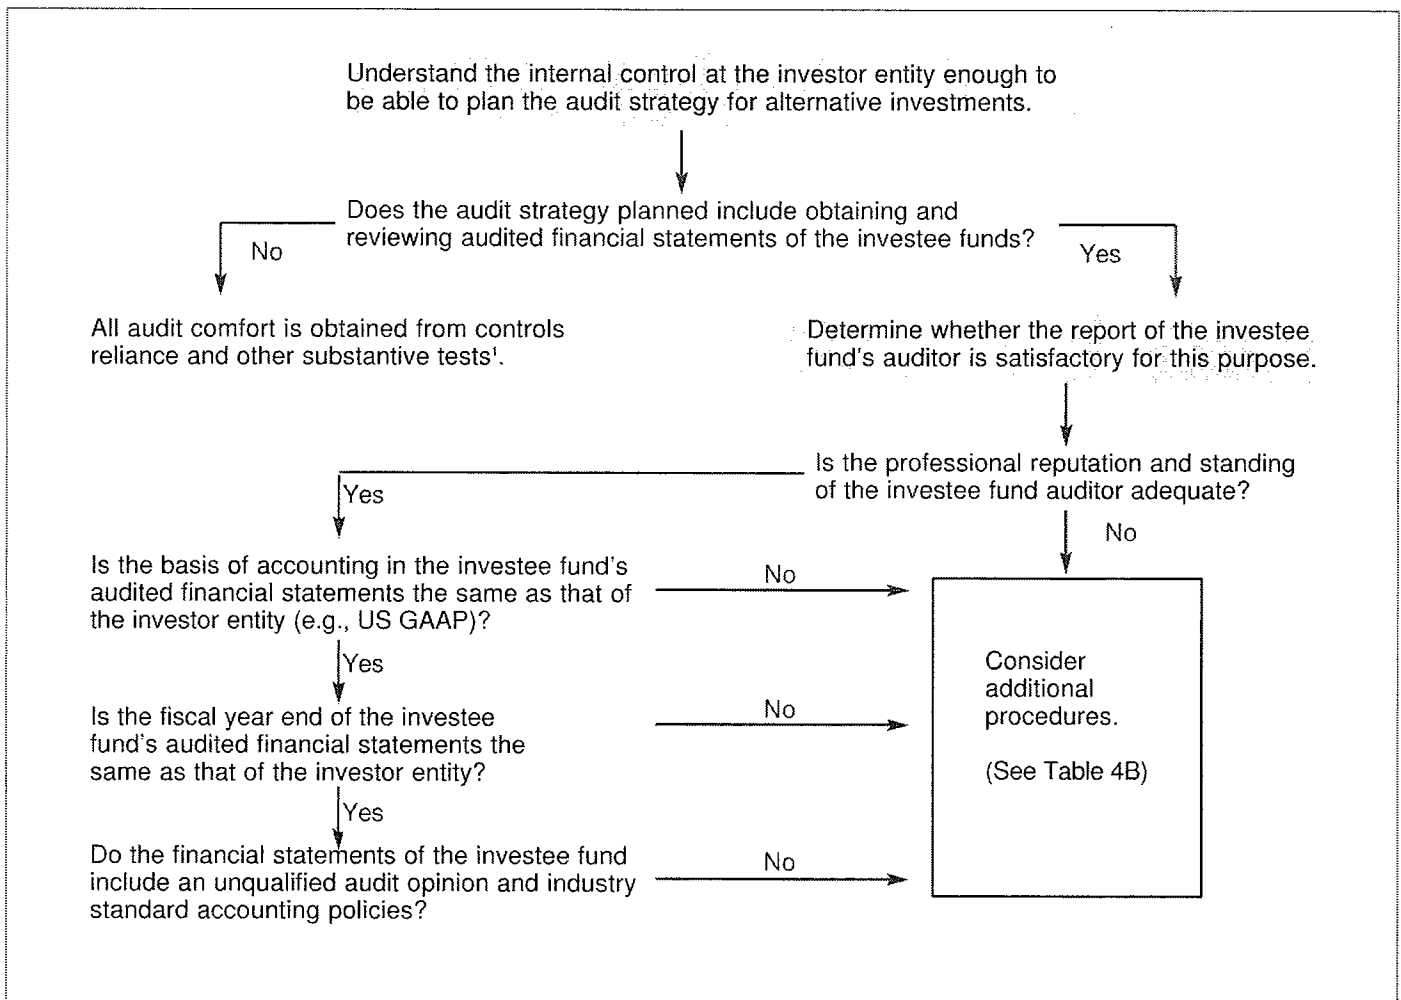 Understand the internal control at the investor entity enough to
be able to plan the audit strategy for alternative investments.
Does the audit strategy planned include obtaining and
reviewing audited financial statements of the investee funds?
No
Yes
All audit comfort is obtained from controls
reliance and other substantive tests¹.
Determine whether the report of the investee
fund's auditor is satisfactory for this purpose.
Is the professional reputation and standing
of the investee fund auditor adequate?
Yes
No
Is the basis of accounting in the investee fund's
audited financial statements the same as that of
the investor entity (e.g., US GAAP)?
No
Yes
Consider
additional
procedures.
(See Table 4B)
Is the fiscal year end of the investee
fund's audited financial statements the
same as that of the investor entity?
No
Yes
Do the financial statements of the investee fund
include an unqualified audit opinion and industry
standard accounting policies?
No